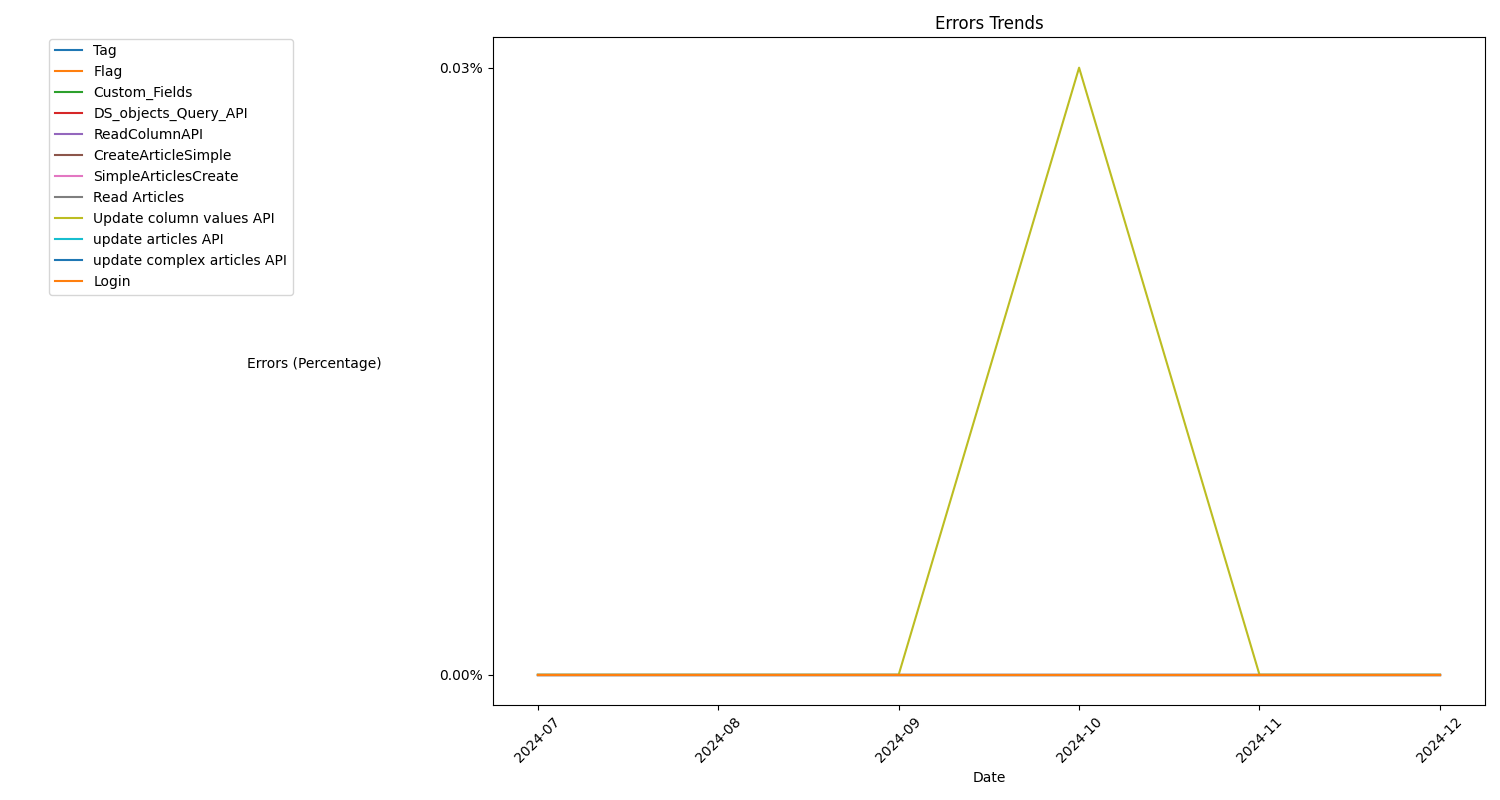 Errors Trends
Tag
Flag
Custom_Fields
DS_objects_Query_API
ReadColumnAPI
CreateArticleSimple
SimpleArticlesCreate
Read Articles
Update column values API
update articles API
update complex articles API
Login
Errors (Percentage)
0.03%
0.00%
2024-07
2024-08
2024-09
2024-10
2024-11
2024-12
Date